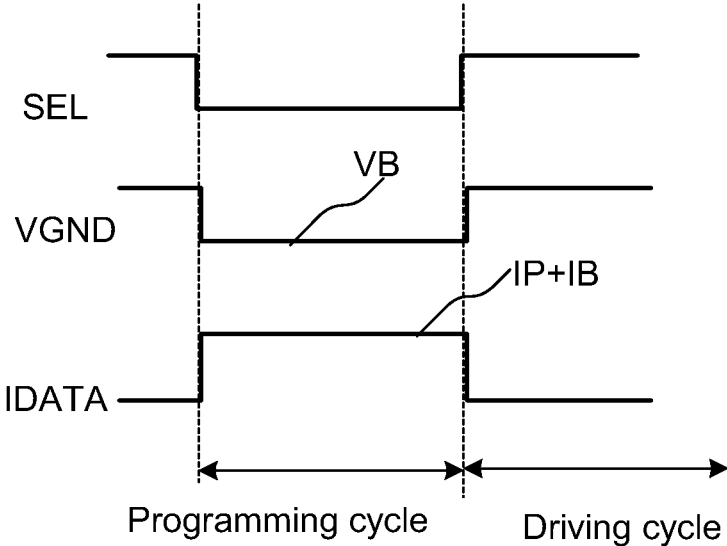 SEL
VB
VGND
IP+IB
IDATA
Programming cycle
Driving cycle